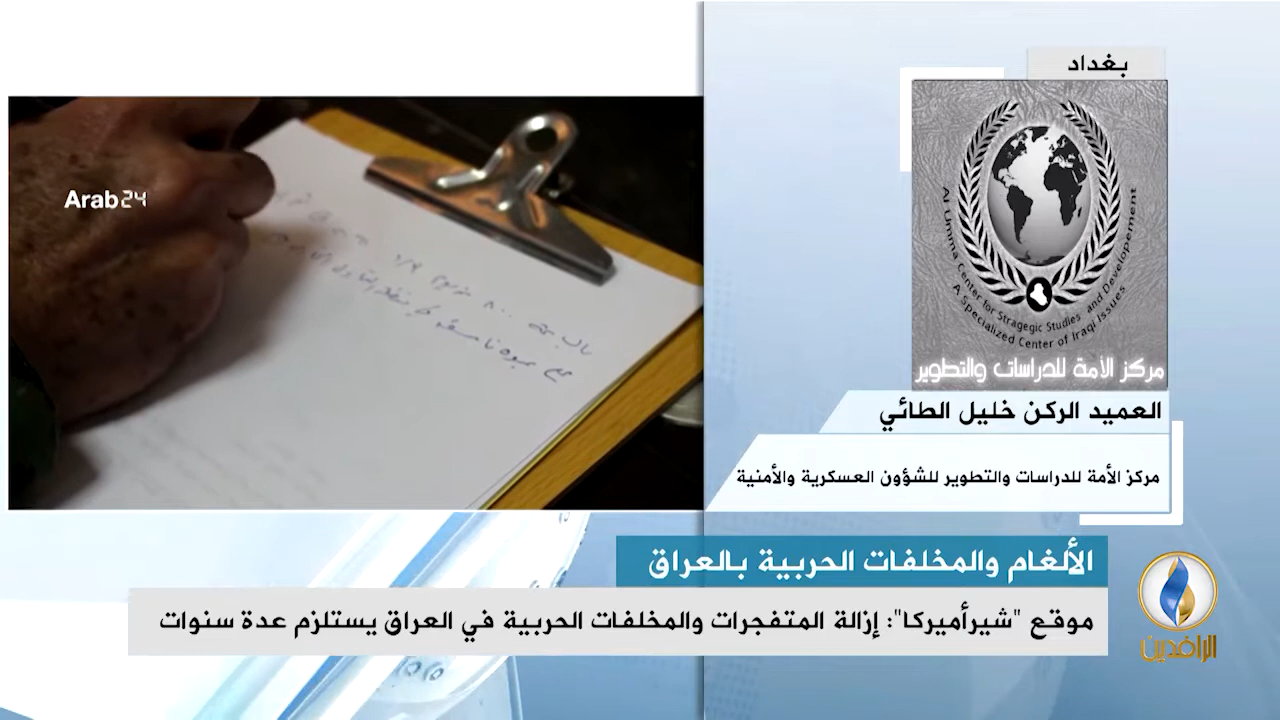 بغداد
Arab24
Al Umma Center for Stragegic Studies and Developement
A Specialized Center of Iraqi Issues
مركز الأمة للدراسات والتطوير
العميد الركن خليل الطائي
مركز الأمة للدراسات والتطوير للشؤون العسكرية والأمنية
الألغام والمخلفات الحربية بالعراق
موقع "شيرأميركا": إزالة المتفجرات والمخلفات الحربية في العراق يستلزم عدة سنوات
الرافدين